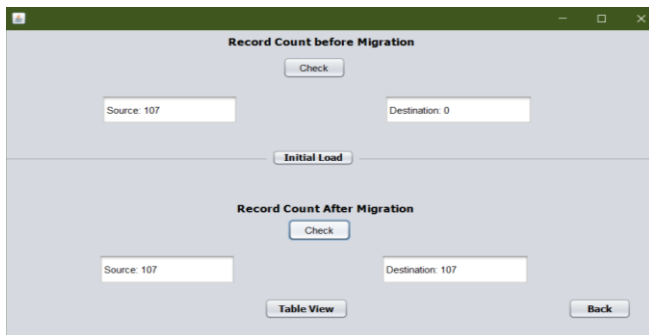 Record Count before Migration
Check
Source: 107
Destination: 0
Initial Load
Record Count After Migration
Check
Source: 107
Destination: 107
Table View
Back